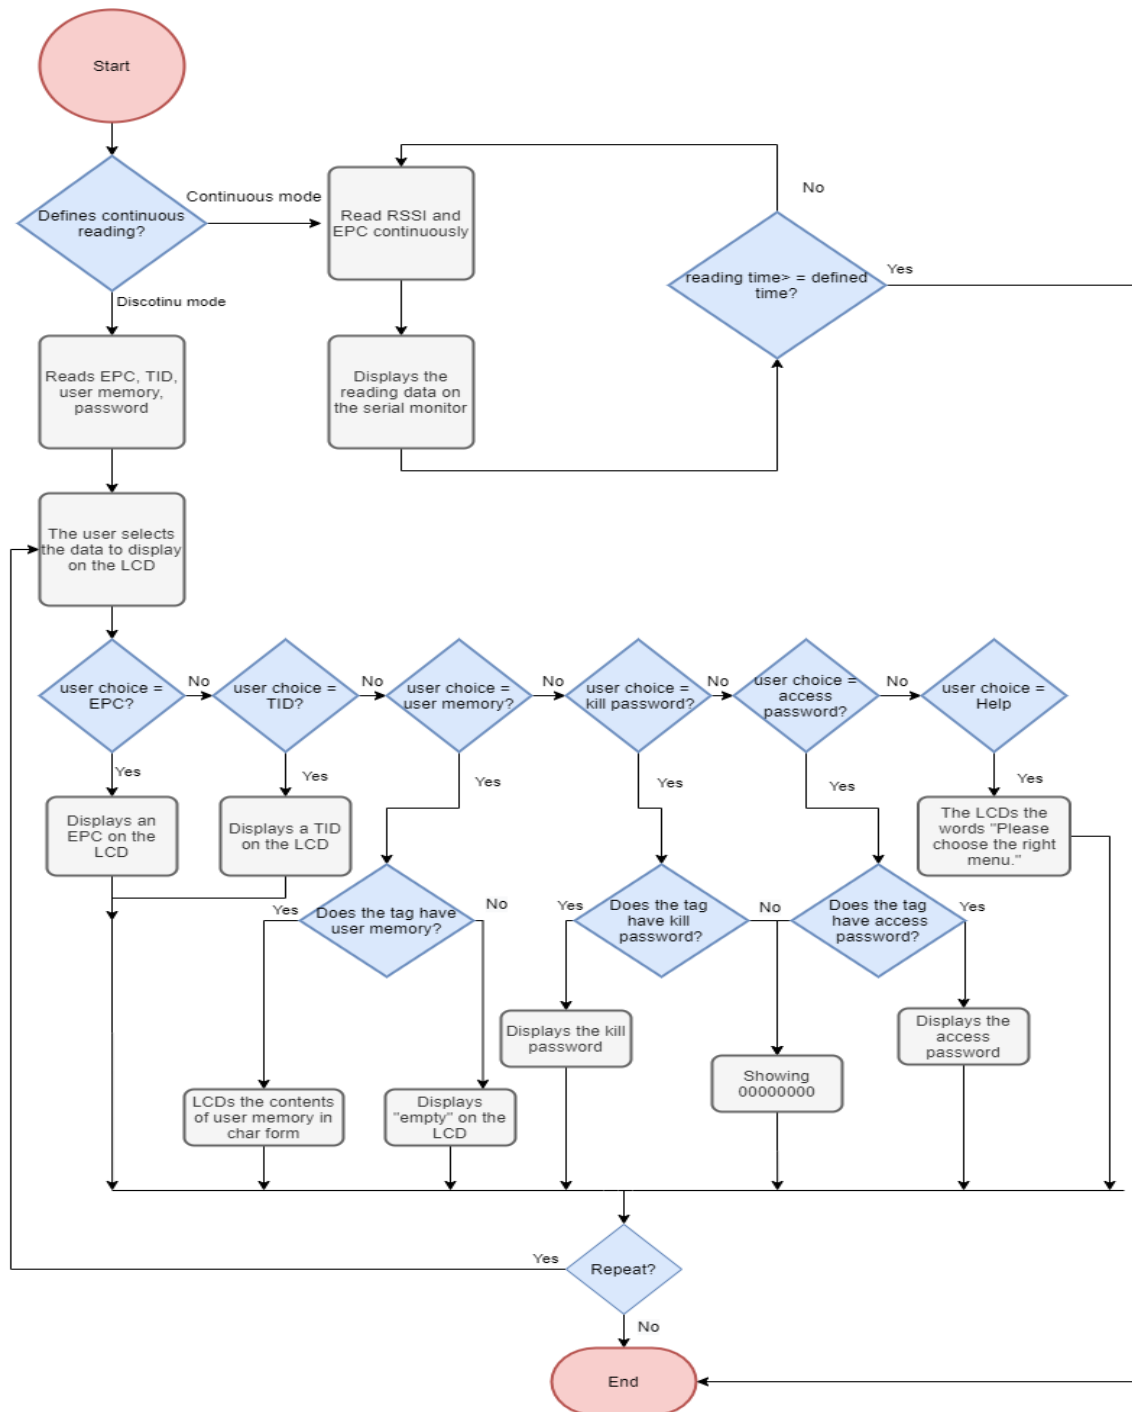 Start
Defines continuous
reading?
Continuous mode
Read RSSI and
EPC continuously
No
reading time> = defined
time?
Yes
Discotinu mode
Reads EPC, TID,
user memory,
password
Displays the
reading data on
the serial monitor
The user selects
the data to display
on the LCD
user choice =
EPC?
No
user choice =
TID?
No
user choice =
user memory?
No
user choice =
kill password?
No
user choice =
access
password?
No
user choice =
Help
Yes
Yes
Yes
Yes
Yes
Yes
Displays an
EPC on the
LCD
Displays a TID
on the LCD
The LCDs the
words "Please
choose the right
menu."
Yes
Does the tag have
user memory?
No
Yes
Does the tag
have kill
password?
No
Does the tag
have access
password?
Yes
Displays the kill
password
Displays the
access
password
Showing
00000000
LCDs the contents
of user memory in
char form
Displays
"empty" on the
LCD
Yes
Repeat?
No
End